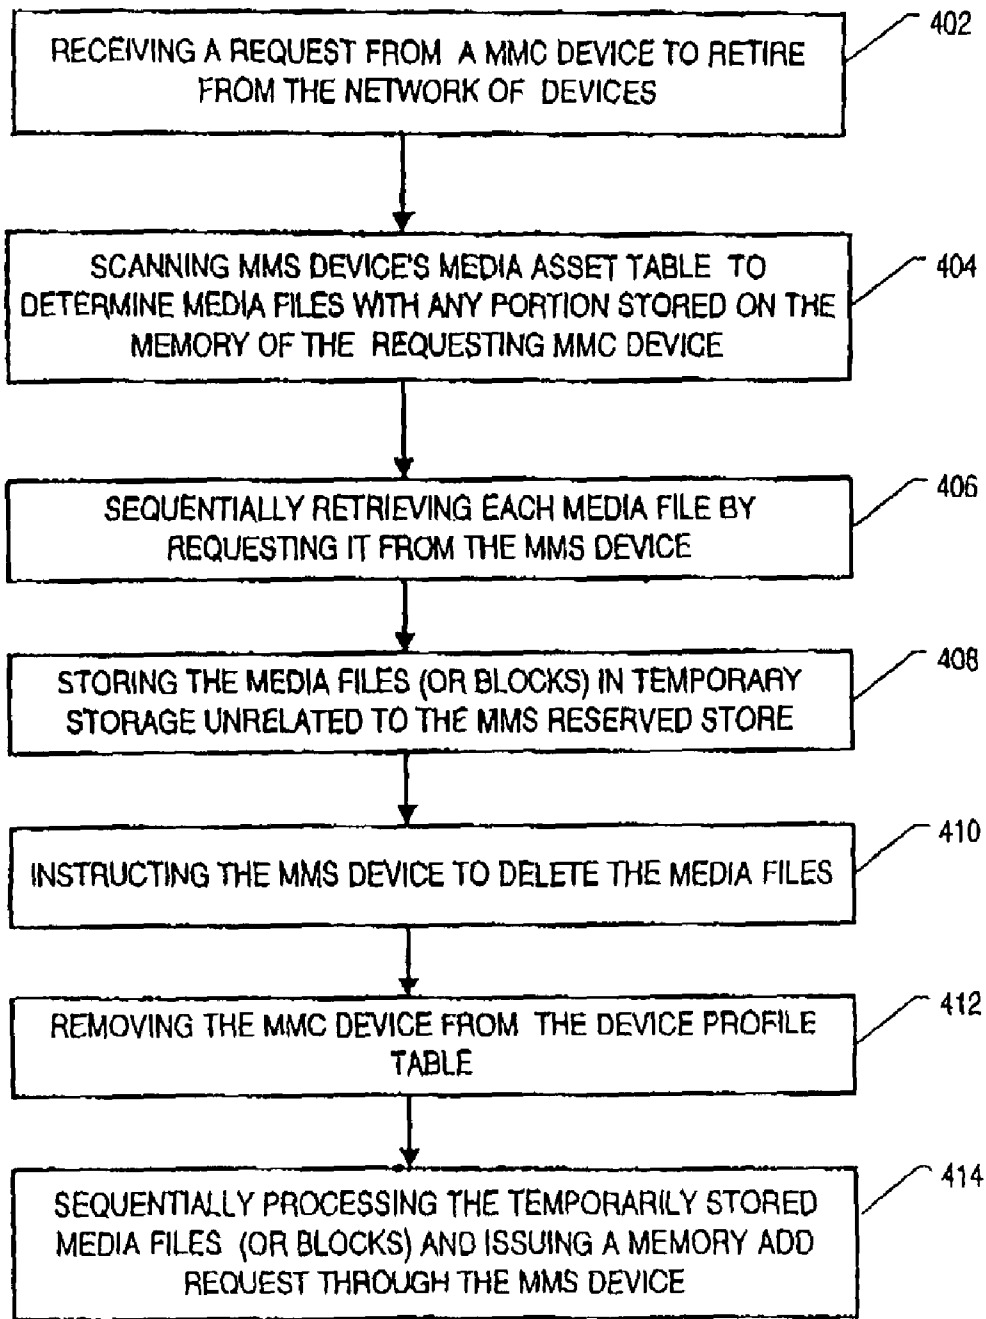 RECEIVING A REQUEST FROM A MMC DEVICE TO RETIRE
FROM THE NETWORK OF DEVICES
402
SCANNING MMS DEVICE'S MEDIA ASSET TABLE TO
DETERMINE MEDIA FILES WITH ANY PORTION STORED ON THE
MEMORY OF THE REQUESTING MMC DEVICE
404
SEQUENTIALLY RETRIEVING EACH MEDIA FILE BY
REQUESTING IT FROM THE MMS DEVICE
406
STORING THE MEDIA FILES (OR BLOCKS) IN TEMPORARY
STORAGE UNRELATED TO THE MMS RESERVED STORE
408
INSTRUCTING THE MMS DEVICE TO DELETE THE MEDIA FILES
410
REMOVING THE MMC DEVICE FROM THE DEVICE PROFILE
TABLE
412
SEQUENTIALLY PROCESSING THE TEMPORARILY STORED
MEDIA FILES (OR BLOCKS) AND ISSUING A MEMORY ADD
REQUEST THROUGH THE MMS DEVICE
414